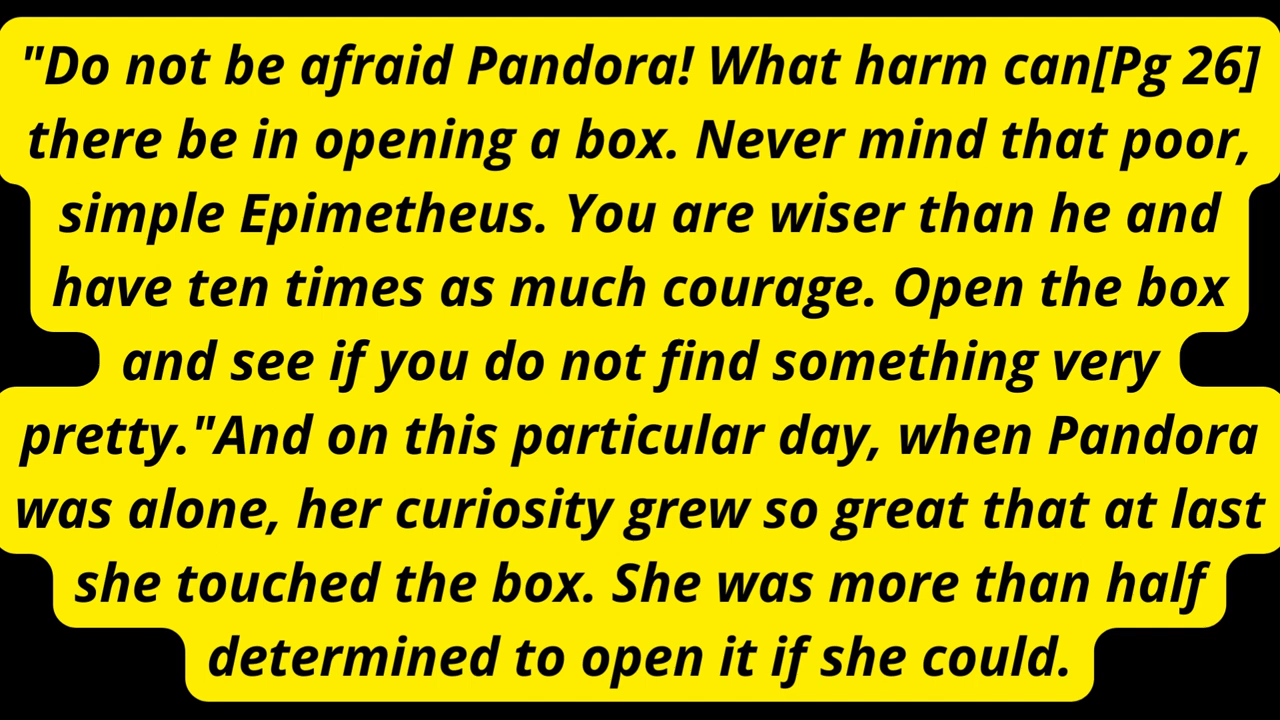 "Do not be afraid Pandora! What harm can[Pg 26]
there be in opening a box. Never mind that poor,
simple Epimetheus. You are wiser than he and
have ten times as much courage. Open the box
and see if you do not find something very
pretty."And on this particular day, when Pandora
was alone, her curiosity grew so great that at last
she touched the box. She was more than half
determined to open it if she could.